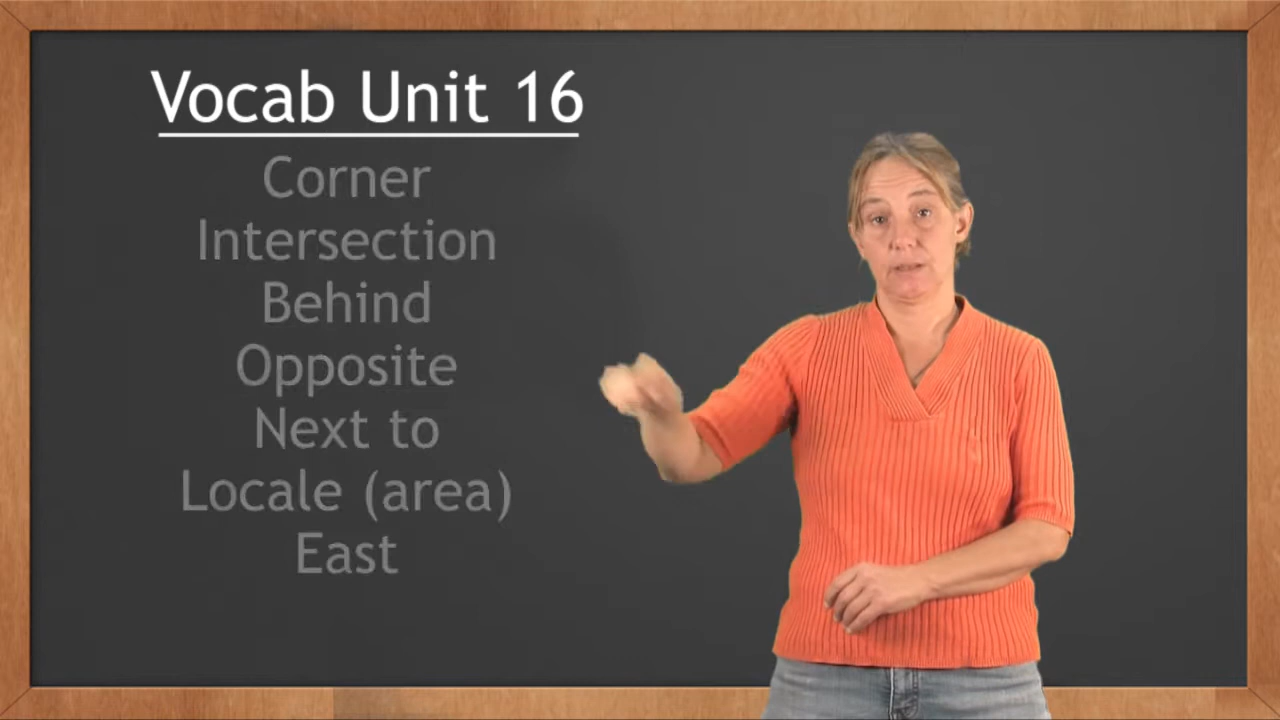 Vocab Unit 16
Corner
Intersection
Behind
Opposite
Next to
Locale (area)
East